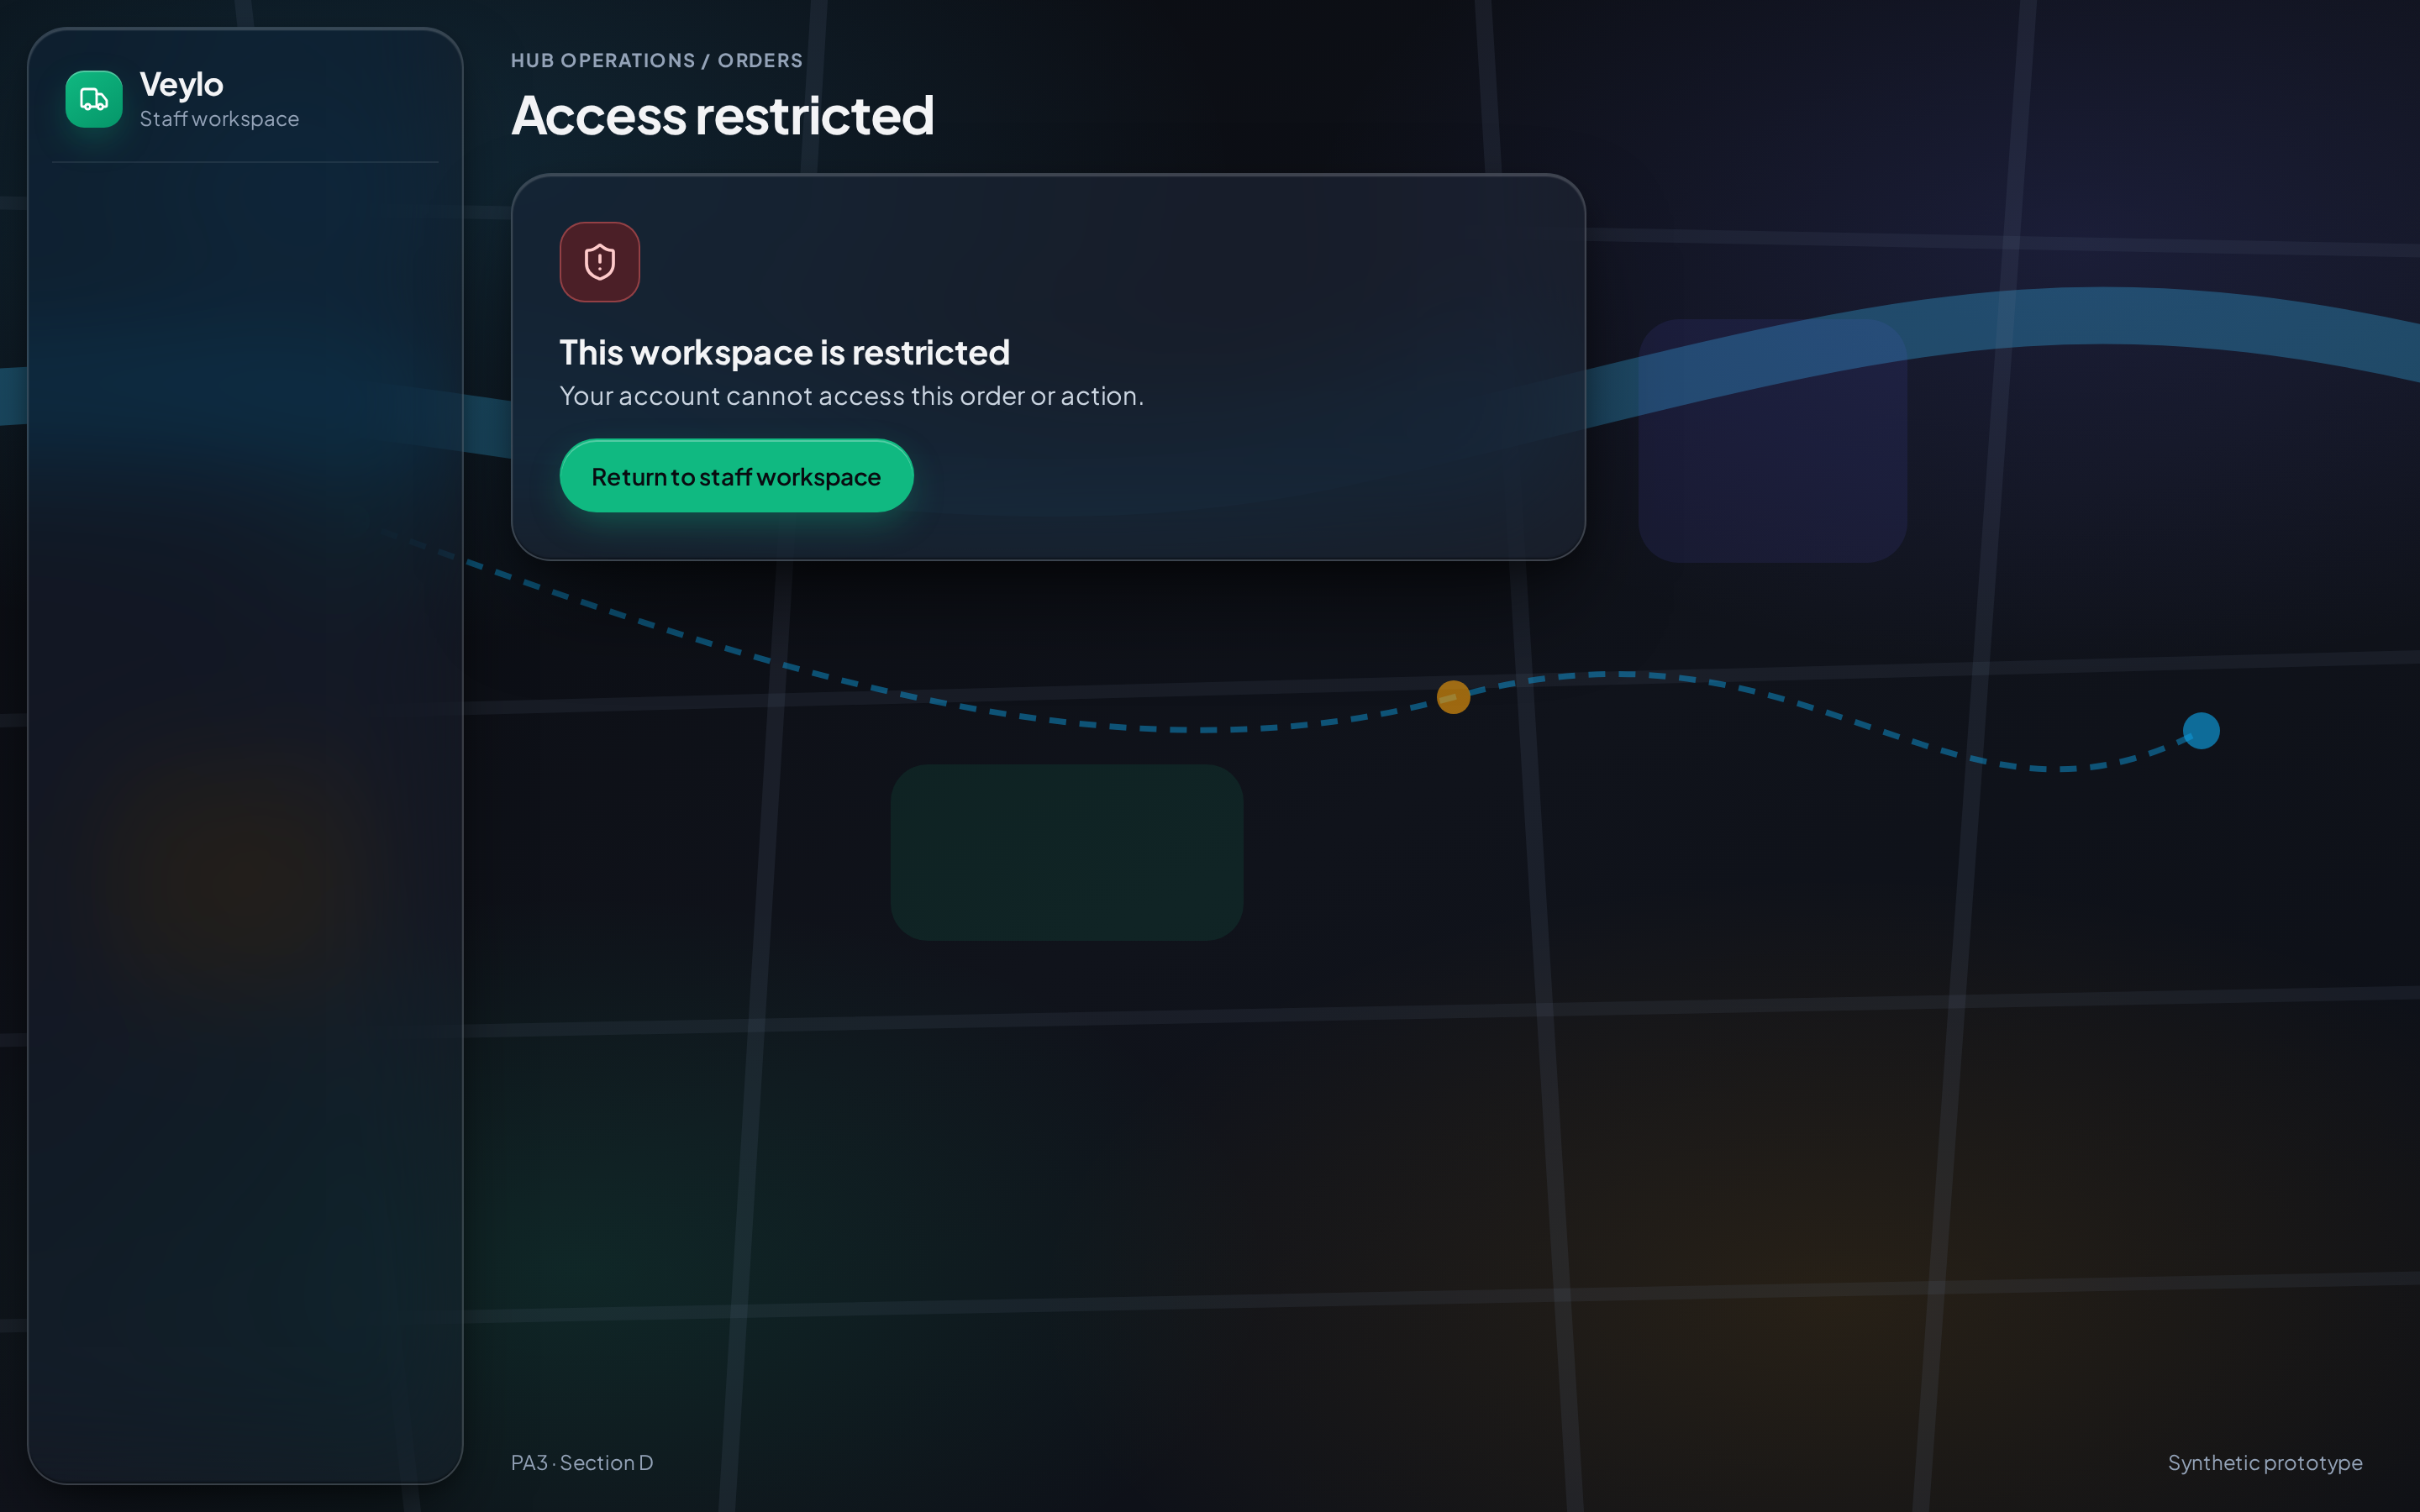 Veylo
Staff workspace
HUB OPERATIONS / ORDERS
Access restricted
This workspace is restricted
Your account cannot access this order or action.
Return to staff workspace
PA3 · Section D
Synthetic prototype